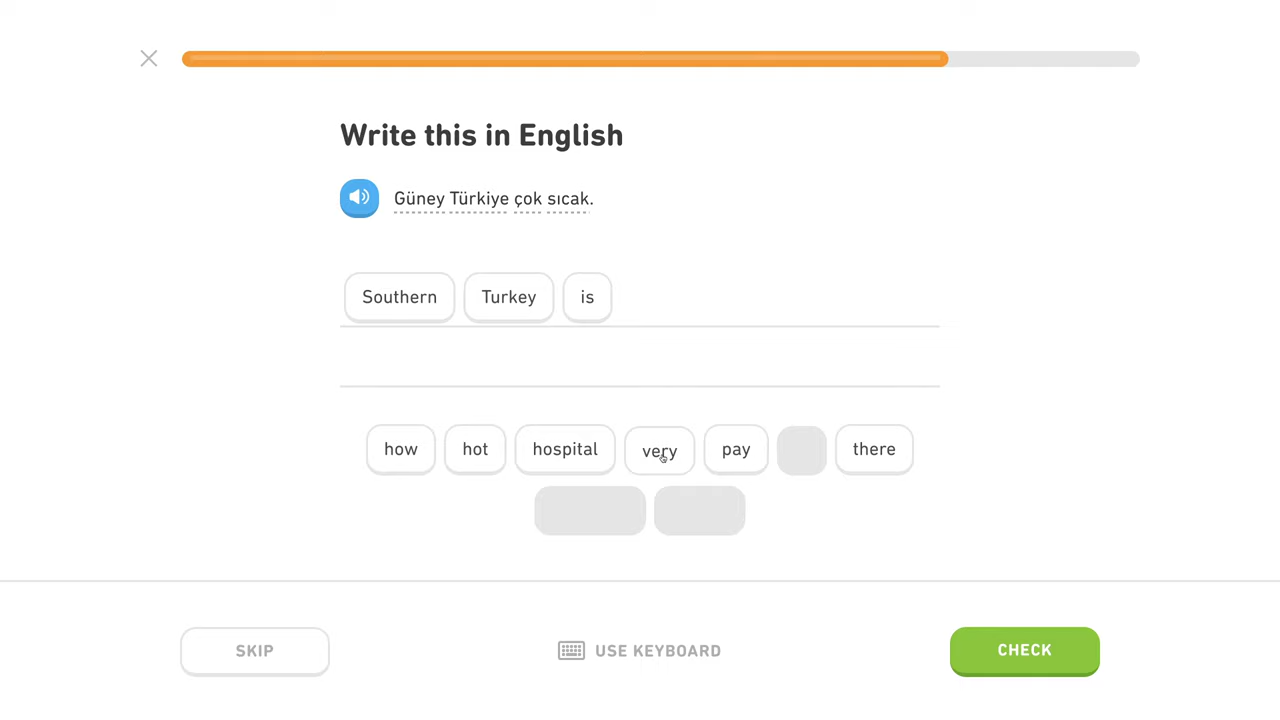 Write this in English
Güney Türkiye çok sıcak.
Southern Turkey is
how hot hospital very pay there
SKIP USE KEYBOARD CHECK